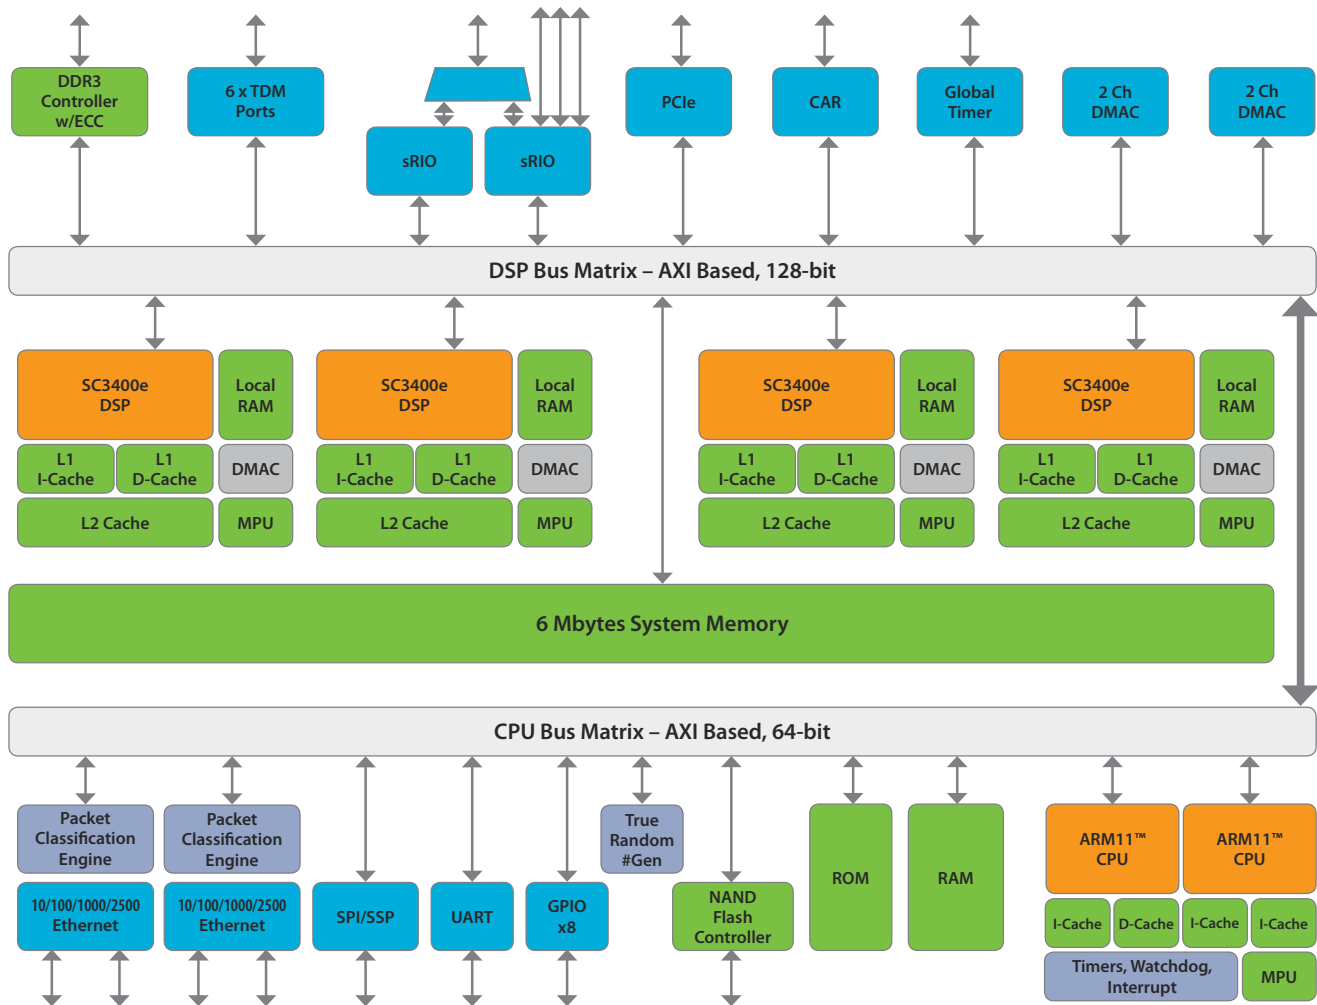 DDR3
Controller
w/ECC
6 x TDM
Ports
sRIO
sRIO
PCIe
CAR
Global
Timer
2 Ch
DMAC
2 Ch
DMAC
DSP Bus Matrix – AXI Based, 128-bit
SC3400e
DSP
Local
RAM
L1
I-Cache
L1
D-Cache
DMAC
L2 Cache
MPU
SC3400e
DSP
Local
RAM
L1
I-Cache
L1
D-Cache
DMAC
L2 Cache
MPU
SC3400e
DSP
Local
RAM
L1
I-Cache
L1
D-Cache
DMAC
L2 Cache
MPU
SC3400e
DSP
Local
RAM
L1
I-Cache
L1
D-Cache
DMAC
L2 Cache
MPU
6 Mbytes System Memory
CPU Bus Matrix – AXI Based, 64-bit
Packet
Classification
Engine
10/100/1000/2500
Ethernet
Packet
Classification
Engine
10/100/1000/2500
Ethernet
SPI/SSP
UART
GPIO
x8
True
Random
#Gen
NAND
Flash
Controller
ROM
RAM
ARM11™
CPU
ARM11™
CPU
I-Cache
D-Cache
I-Cache
I-Cache
Timers, Watchdog,
Interrupt
MPU